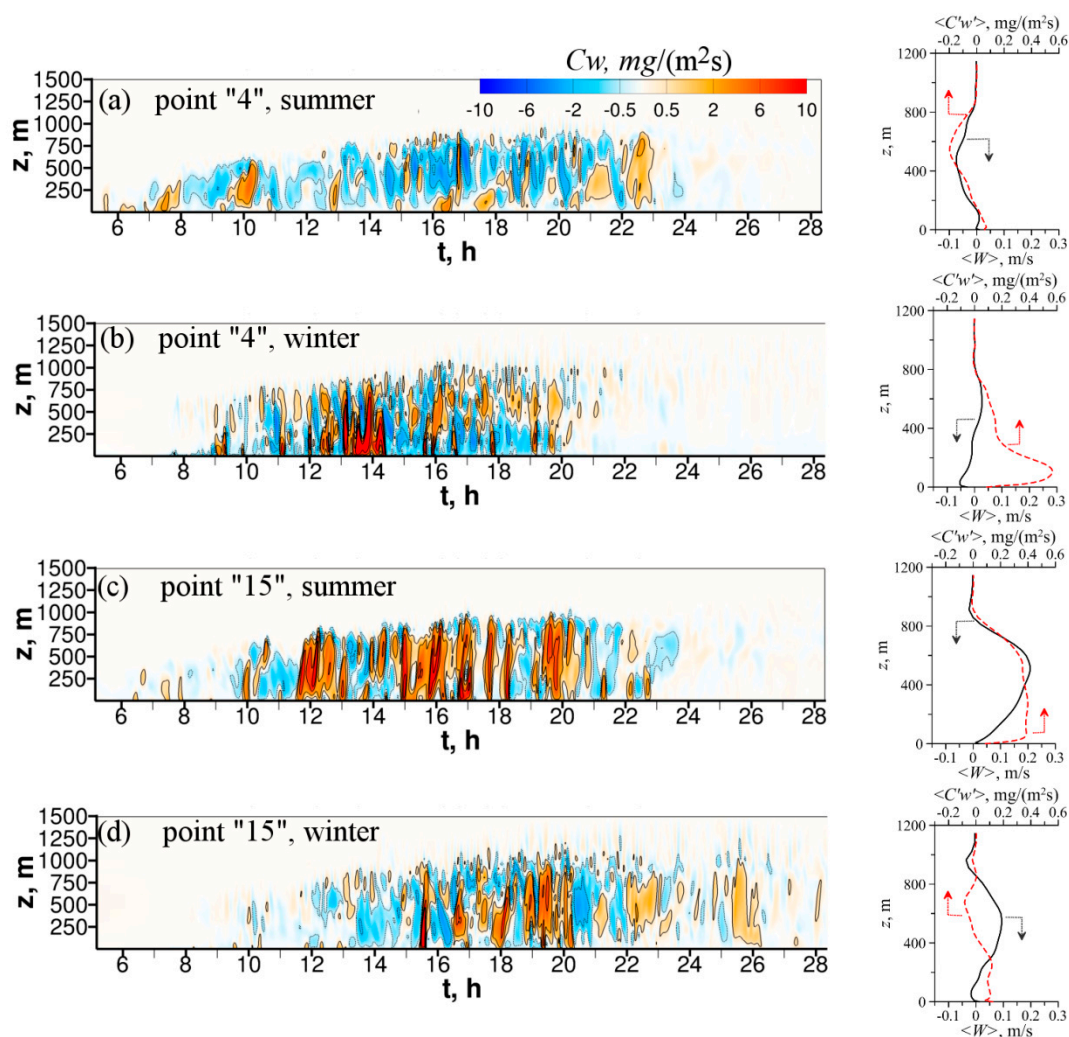 <C'w'>, mg/(m²s)
-0.2 0 0.2 0.4 0.6
Cw, mg/(m²s)
-10 -6 -2 -0.5 0.5 2 6 10
(a) point "4", summer
1500
1000
750
500
250
z, m
6 8 10 12 14 16 18 20 22 24 26 28
t, h
1200
800
400
0
z, m
-0.1 0 0.1 0.2 0.3
<W>, m/s
<C'w'>, mg/(m²s)
-0.2 0 0.2 0.4 0.6
(b) point "4", winter
1500
1250
1000
750
500
250
z, m
6 8 10 12 14 16 18 20 22 24 26 28
t, h
1200
800
400
0
z, m
-0.1 0 0.1 0.2 0.3
<W>, m/s
<C'w'>, mg/(m²s)
-0.2 0 0.2 0.4 0.6
(c) point "15", summer
1500
1250
1000
750
500
250
z, m
6 8 10 12 14 16 18 20 22 24 26 28
t, h
1200
800
400
0
z, m
-0.1 0 0.1 0.2 0.3
<W>, m/s
<C'w'>, mg/(m²s)
-0.2 0 0.2 0.4 0.6
(d) point "15", winter
1500
1250
1000
750
500
250
z, m
6 8 10 12 14 16 18 20 22 24 26 28
t, h
1200
800
400
0
z, m
-0.1 0 0.1 0.2 0.3
<W>, m/s